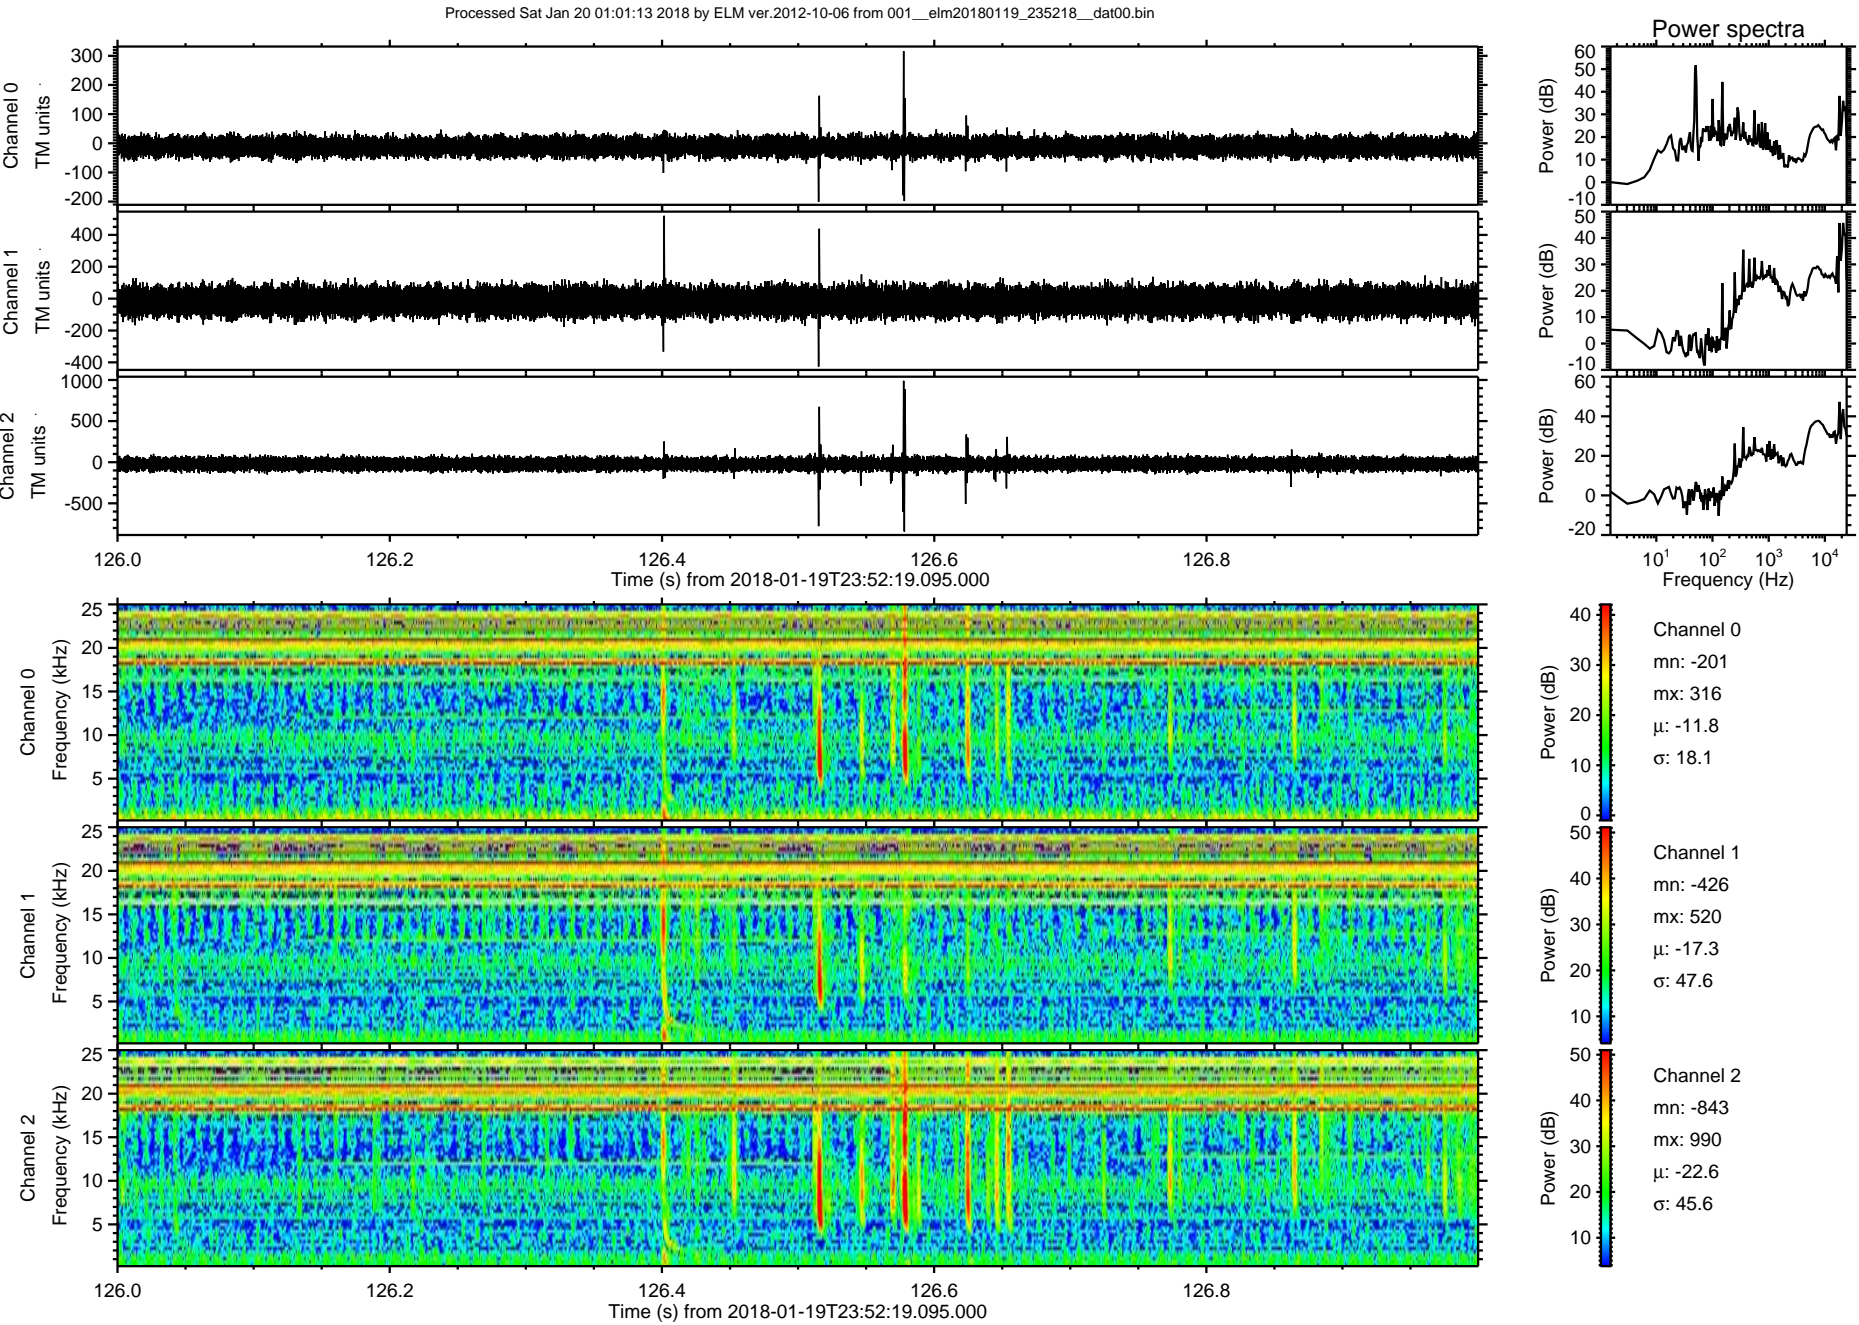 Processed Sat Jan 20 01:01:13 2018 by ELM ver.2012-10-06 from 001__elm20180119_235218__dat00.bin
Power spectra
Channel 0
TM units
300
200
100
0
-100
-200
Power (dB)
60
50
40
30
20
10
0
-10
Channel 1
TM units
400
200
0
-200
-400
Power (dB)
50
40
30
20
10
0
-10
Channel 2
TM units
1000
500
0
-500
Power (dB)
60
40
20
0
-20
126.0 126.2 126.4 126.6 126.8
Time (s) from 2018-01-19T23:52:19.095.000
10¹ 10² 10³ 10⁴
Frequency (Hz)
Channel 0
Frequency (kHz)
25
20
15
10
5
Power (dB)
40
30
20
10
0
Channel 0
mn: -201
mx: 316
µ: -11.8
σ: 18.1
Channel 1
Frequency (kHz)
25
20
15
10
5
Power (dB)
50
40
30
20
10
Channel 1
mn: -426
mx: 520
µ: -17.3
σ: 47.6
Channel 2
Frequency (kHz)
25
20
15
10
5
Power (dB)
50
40
30
20
10
Channel 2
mn: -843
mx: 990
µ: -22.6
σ: 45.6
126.0 126.2 126.4 126.6 126.8
Time (s) from 2018-01-19T23:52:19.095.000